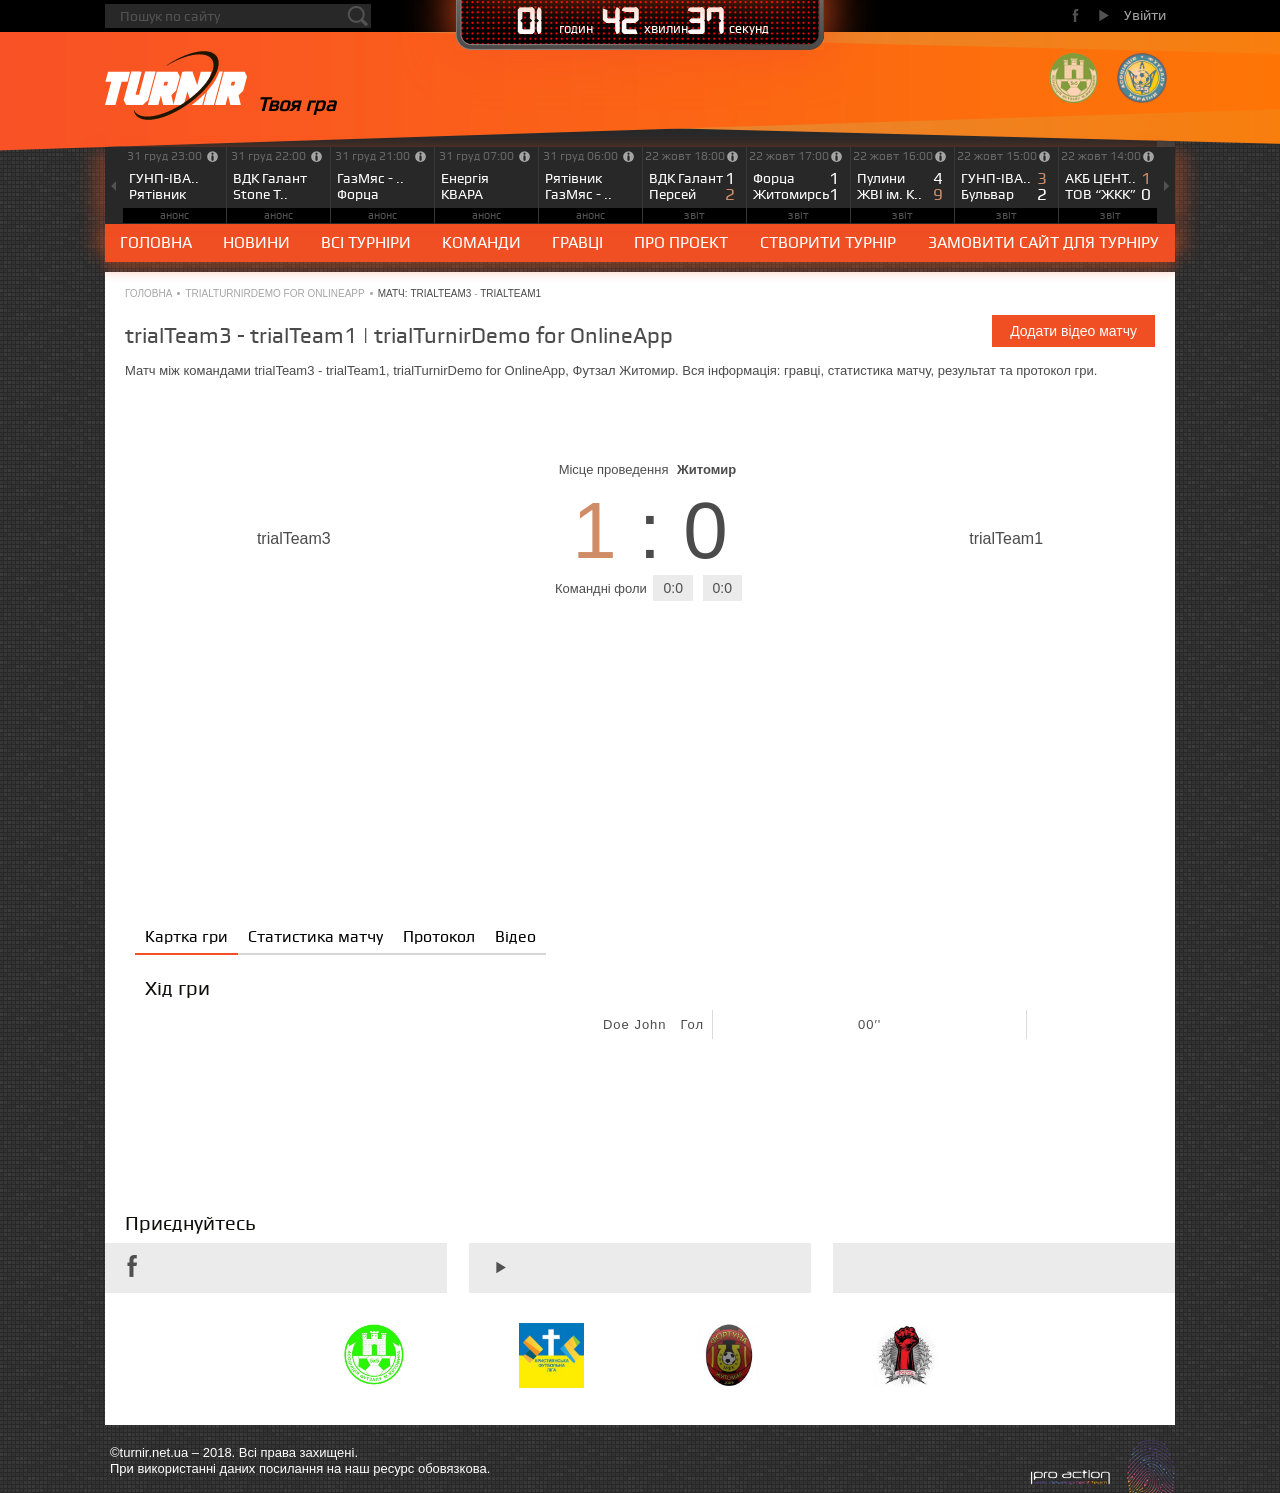 Пошук по сайту
01 годин 42 хвилин 37 секунд
Увійти
TURNIR Твоя гра
31 груд 23:00 31 груд 22:00 31 груд 21:00 31 груд 07:00 31 груд 06:00 22 жовт 18:00 22 жовт 17:00 22 жовт 16:00 22 жовт 15:00 22 жовт 14:00
ГУНП-ІВА.. ВДК Галант ГазМяс - .. Енергія Рятівник ВДК Галант 1 Форца 1 Пулини 4 ГУНП-ІВА.. 3 АКБ ЦЕНТ.. 1
Рятівник Stone T.. Форца КВАРА ГазМяс - .. Персей 2 Житомирсь 1 ЖВІ ім. К.. 9 Бульвар 2 ТОВ “ЖКК” 0
анонс анонс анонс анонс анонс звіт звіт звіт звіт звіт
ГОЛОВНА НОВИНИ ВСІ ТУРНІРИ КОМАНДИ ГРАВЦІ ПРО ПРОЕКТ СТВОРИТИ ТУРНІР ЗАМОВИТИ САЙТ ДЛЯ ТУРНІРУ
ГОЛОВНА • TRIALTURNIRDEMO FOR ONLINEAPP • МАТЧ: TRIALTEAM3 - TRIALTEAM1
trialTeam3 - trialTeam1 | trialTurnirDemo for OnlineApp
Додати відео матчу
Матч між командами trialTeam3 - trialTeam1, trialTurnirDemo for OnlineApp, Футзал Житомир. Вся інформація: гравці, статистика матчу, результат та протокол гри.
Місце проведення Житомир
trialTeam3 1 : 0 trialTeam1
Командні фоли 0:0 0:0
Картка гри Статистика матчу Протокол Відео
Хід гри
Doe John Гол 00''
Приєднуйтесь
ХРИСТИЯНСЬКА
ФУТБОЛЬНА
ЛІГА
ФОРТУНА
ЖИТОМИР
©turnir.net.ua – 2018. Всі права захищені.
При використанні даних посилання на наш ресурс обовязкова.
pro action